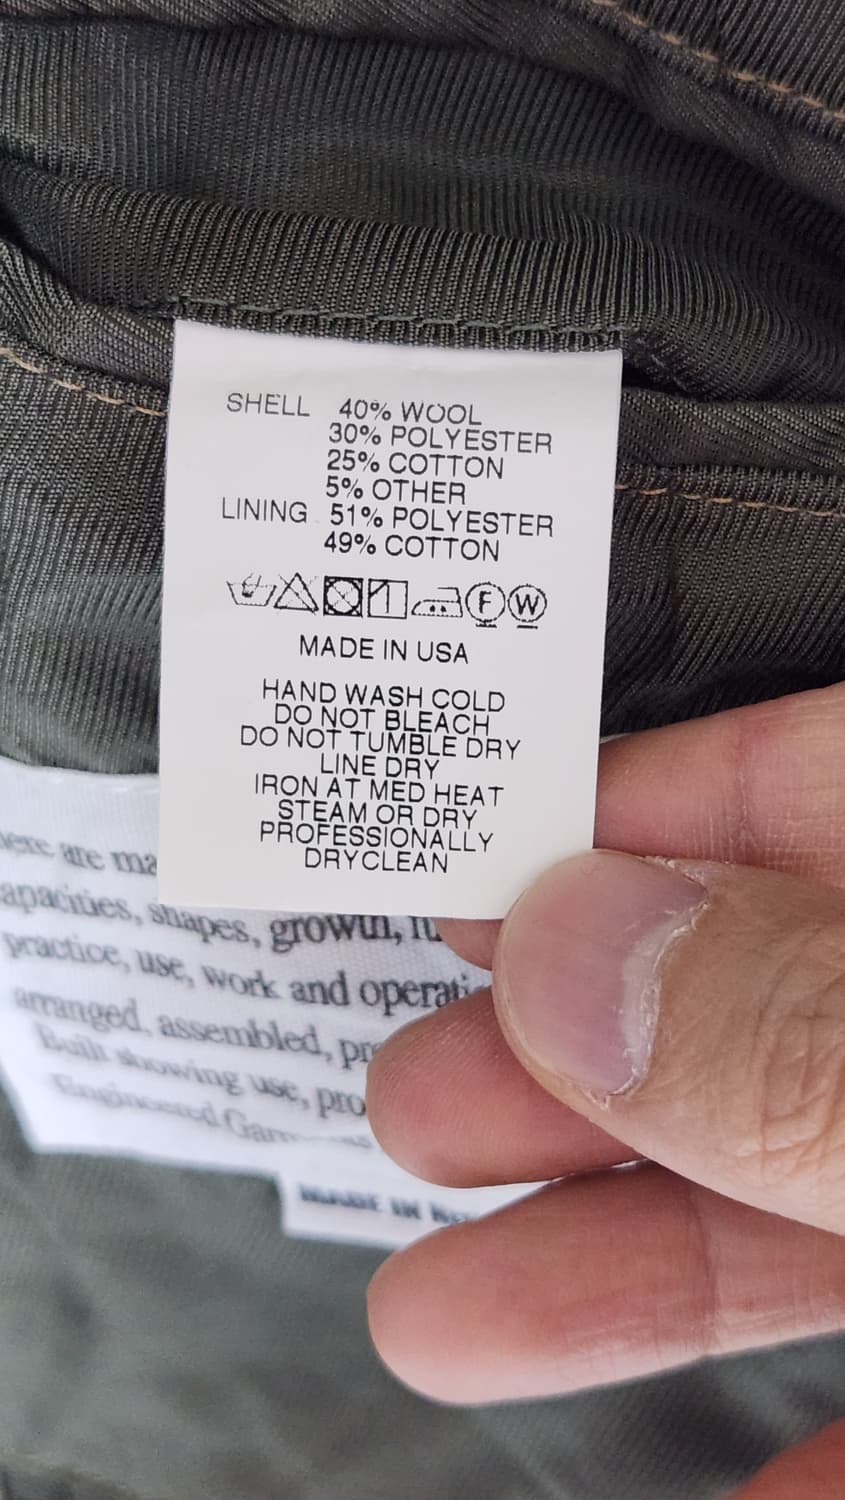 SHELL 40% WOOL
30% POLYESTER
25% COTTON
5% OTHER
LINING 51% POLYESTER
49% COTTON
F W
MADE IN USA
HAND WASH COLD
DO NOT BLEACH
DO NOT TUMBLE DRY
LINE DRY
IRON AT MED HEAT
STEAM OR DRY
PROFESSIONALLY
DRYCLEAN
are
shapes, growth,
practice, use, work and
arranged, assembled,
Built showing use,
Engineered
MADE IN